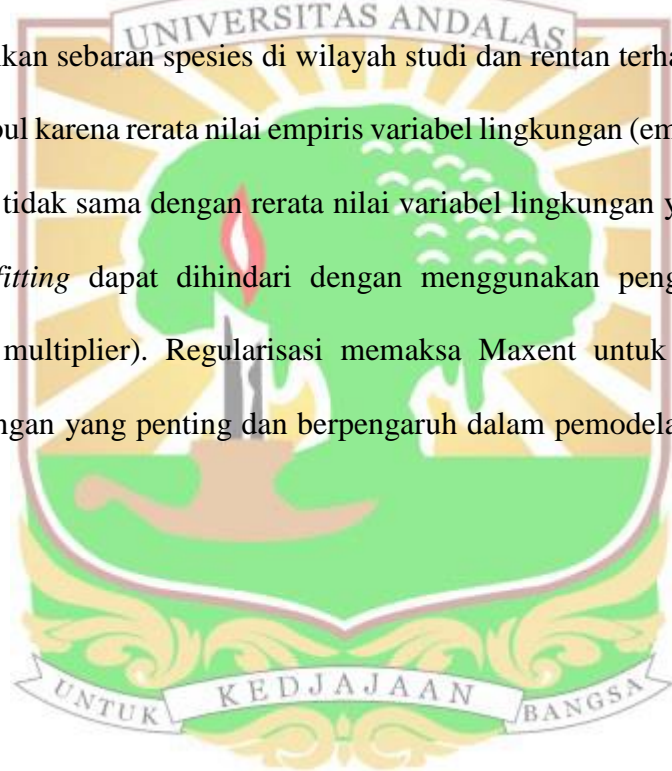 UNIVERSITAS ANDALAS
kan sebaran spesies di wilayah studi dan rentan terha
ul karena rerata nilai empiris variabel lingkungan (em
tidak sama dengan rerata nilai variabel lingkungan y
fitting dapat dihindari dengan menggunakan peng
multiplier). Regularisasi memaksa Maxent untuk
ngan yang penting dan berpengaruh dalam pemodela
UNTUK KEDJAJAAN BANGSA